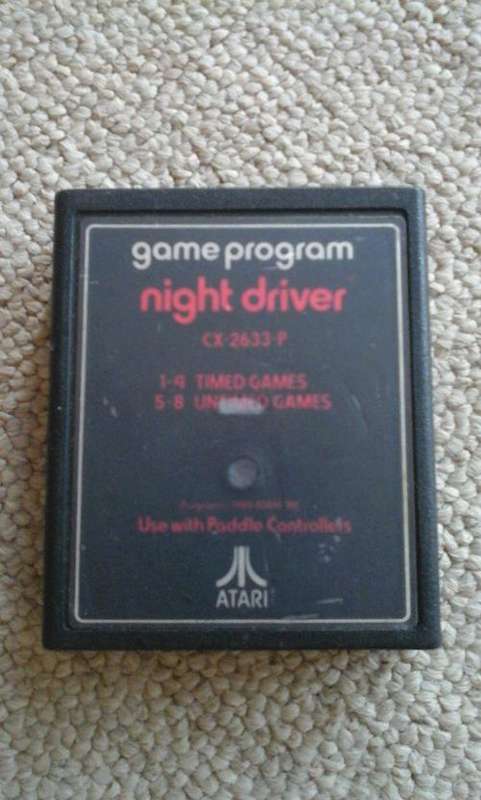 game program
night driver
CX-2633-P
1-4 TIMED GAMES
5-8 GAMES
Use with Paddle Controllers
ATARI